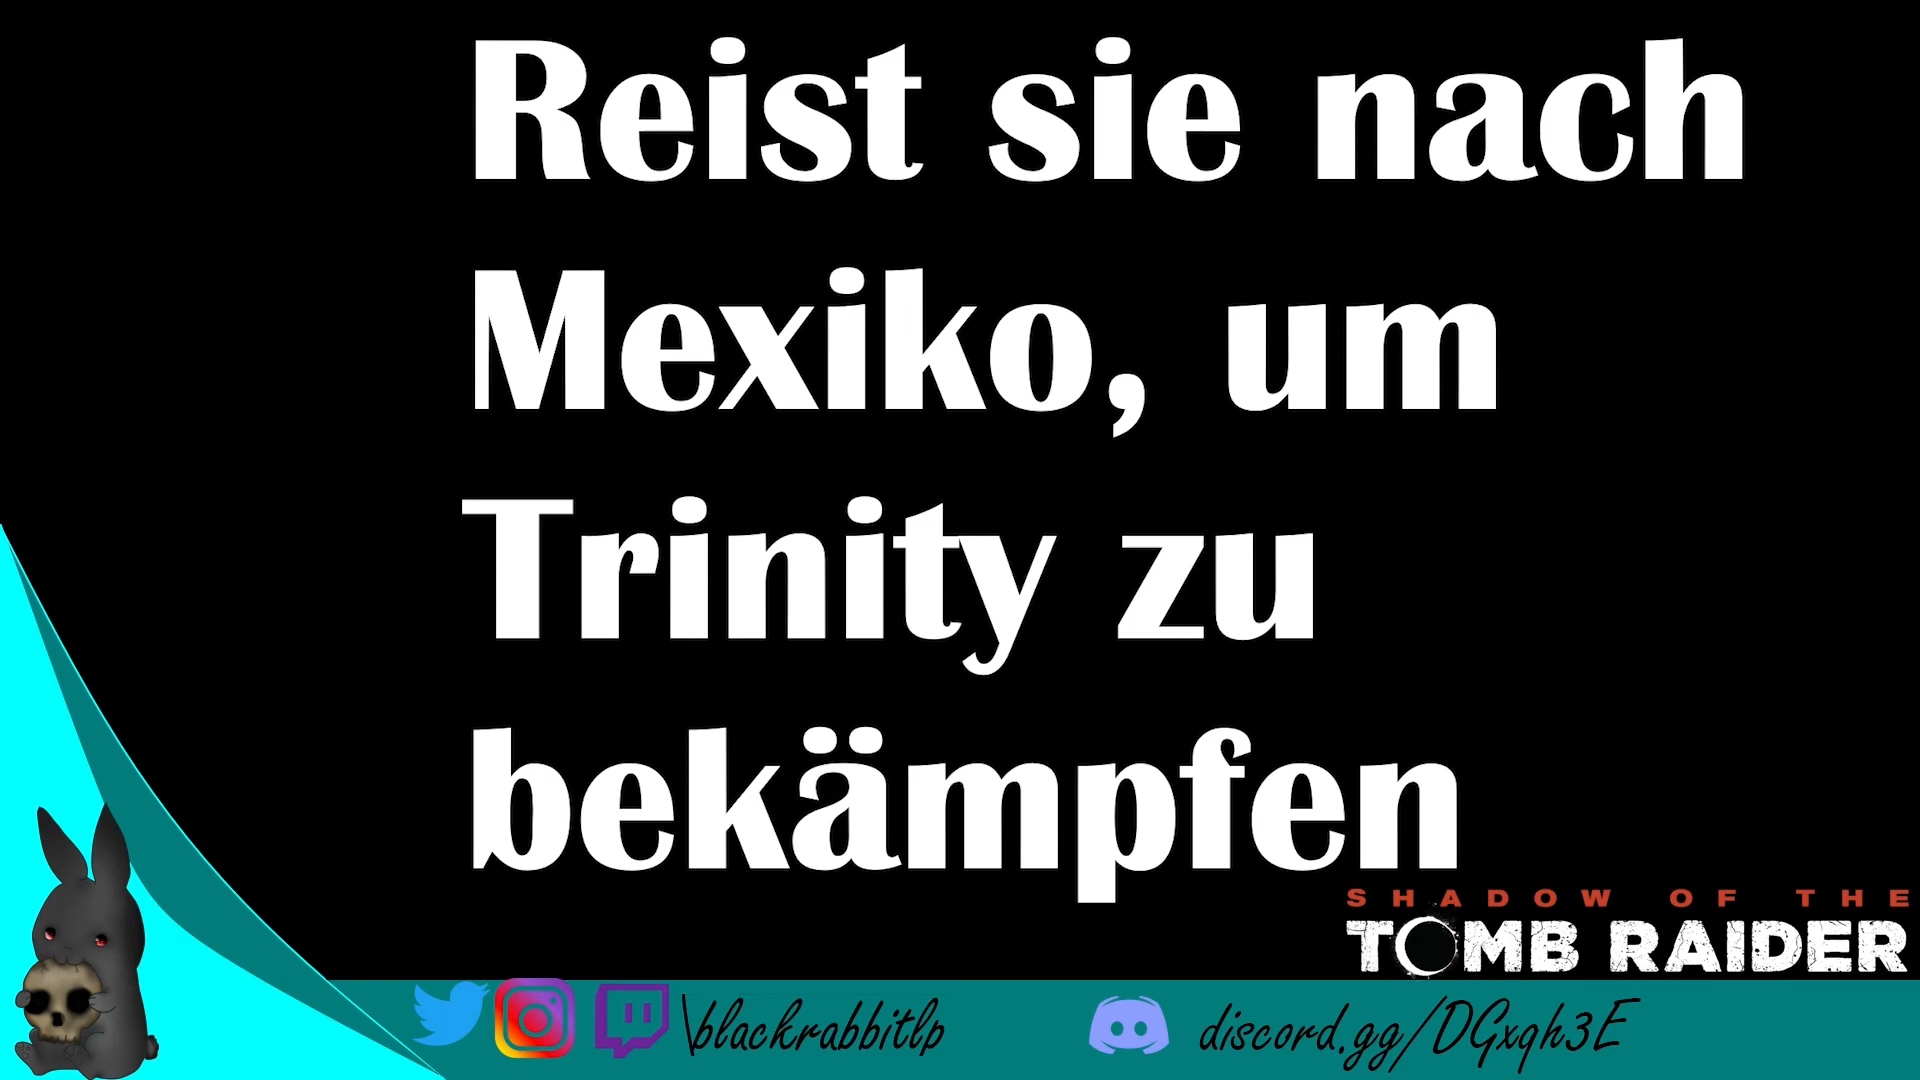 Reist sie nach
Mexiko, um
Trinity zu
bekämpfen
SHADOW OF THE
TOMB RAIDER
\blackrabbitlp
discord.gg/DGxqh3E